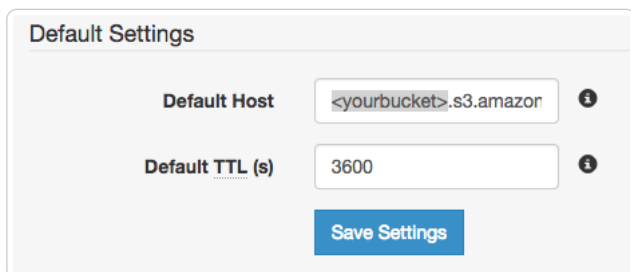 Default Settings
Default Host <yourbucket>.s3.amazon
Default TTL (s) 3600
Save Settings